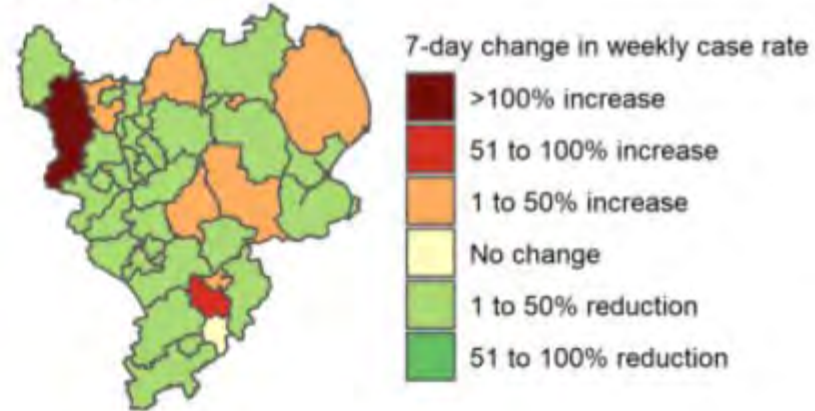 7-day change in weekly case rate
>100% increase
51 to 100% increase
1 to 50% increase
No change
1 to 50% reduction
51 to 100% reduction